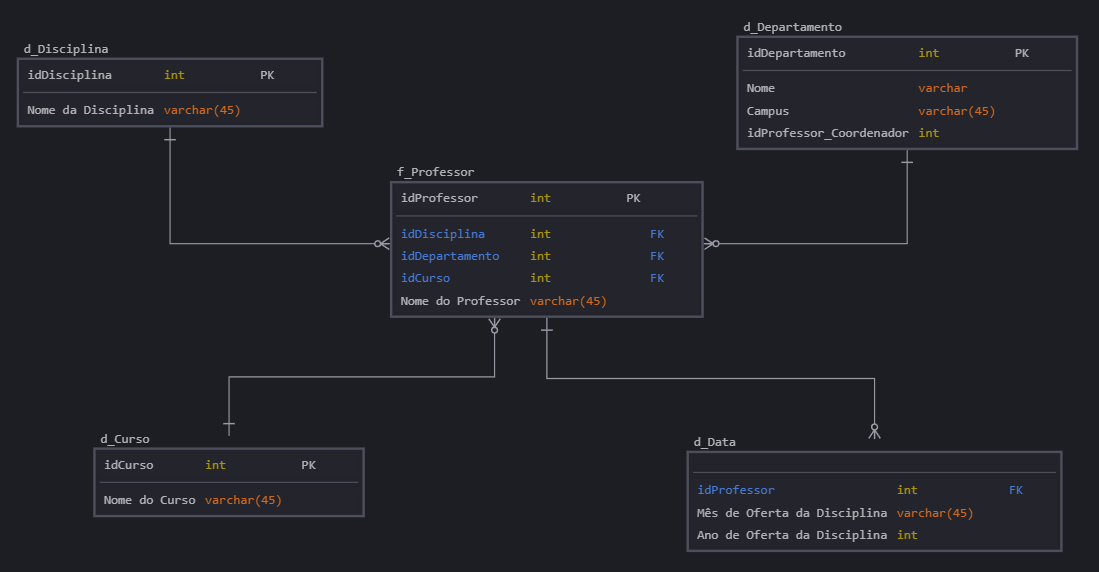 d_Disciplina
idDisciplina int PK
Nome da Disciplina varchar(45)
d_Departamento
idDepartamento int PK
Nome varchar
Campus varchar(45)
idProfessor_Coordenador int
f_Professor
idProfessor int PK
idDisciplina int FK
idDepartamento int FK
idCurso int FK
Nome do Professor varchar(45)
d_Curso
idCurso int PK
Nome do Curso varchar(45)
d_Data
idProfessor int FK
Mês de Oferta da Disciplina varchar(45)
Ano de Oferta da Disciplina int